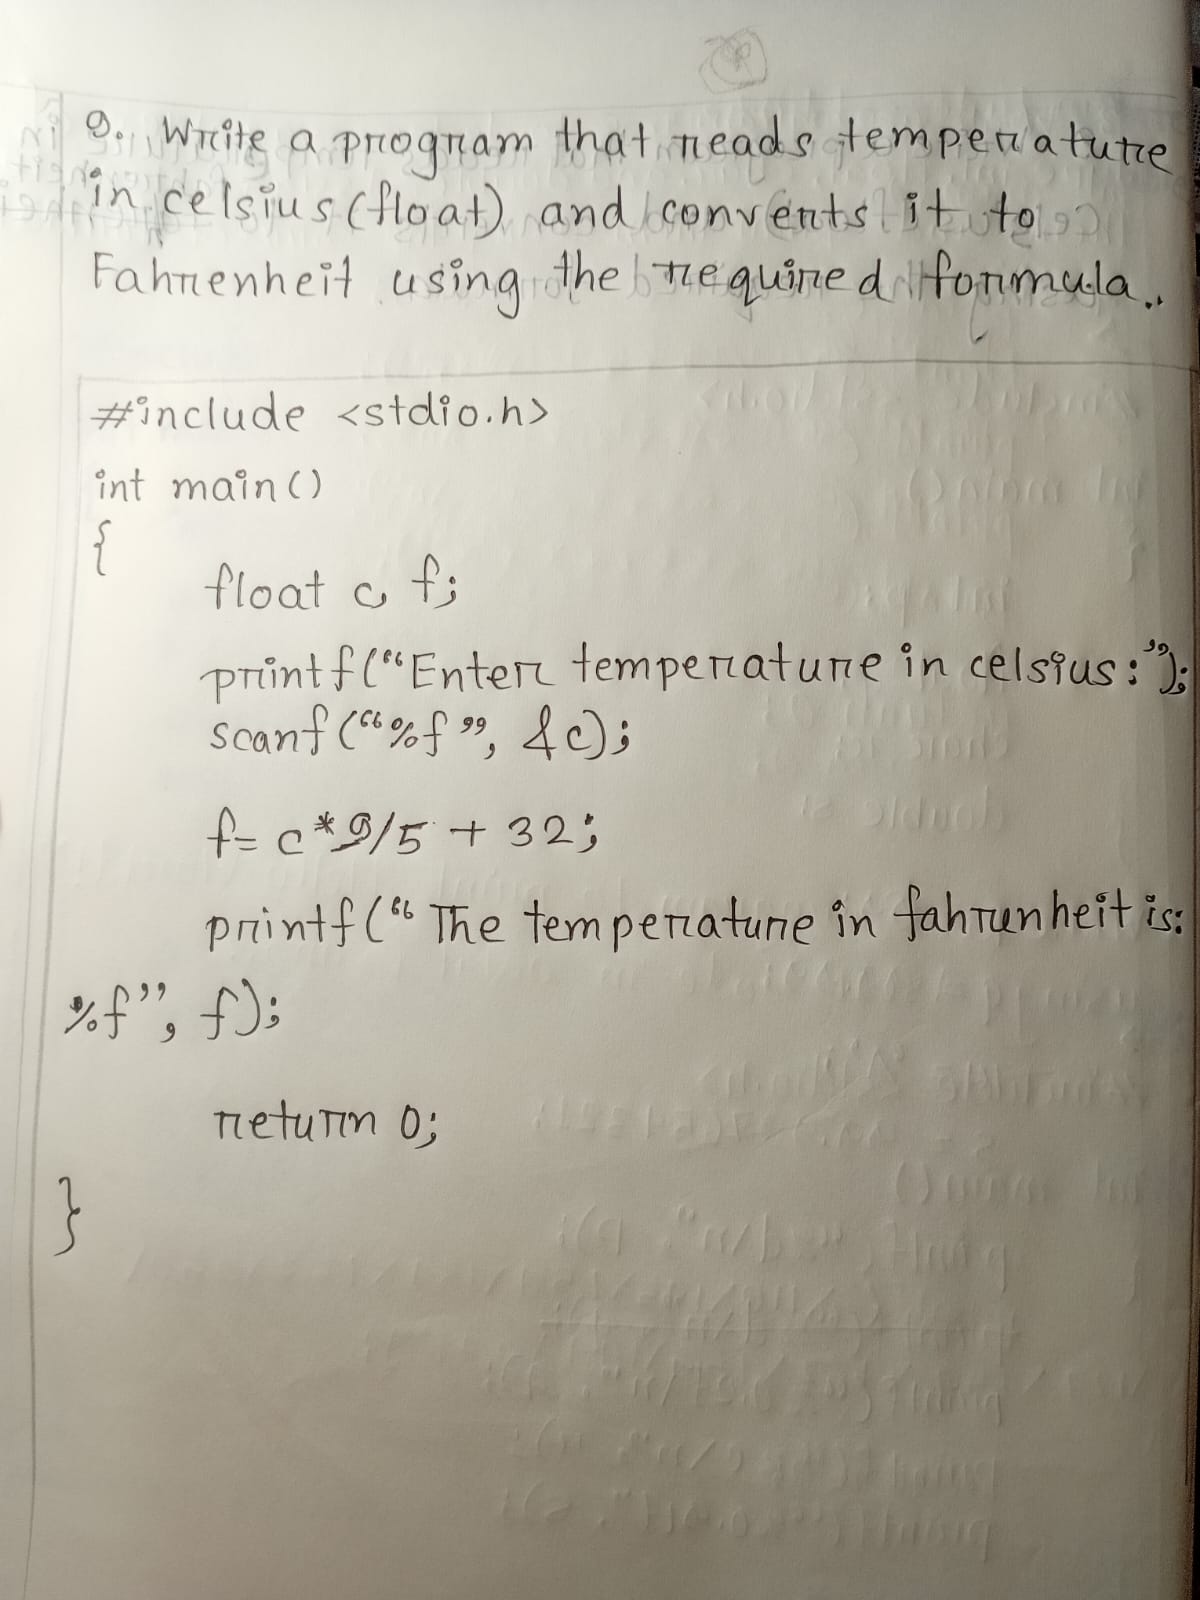 9. Write a program that reads temperature
in celsius (float) and converts it to
Fahrenheit using the required formula..
#include <stdio.h>
int main()
{
float c, f;
printf(“Enter temperature in celsius:”);
scanf(“%f”, &c);
f= c*9/5 + 32;
printf(“The temperature in fahrenheit is:
%f”, f);
return 0;
}